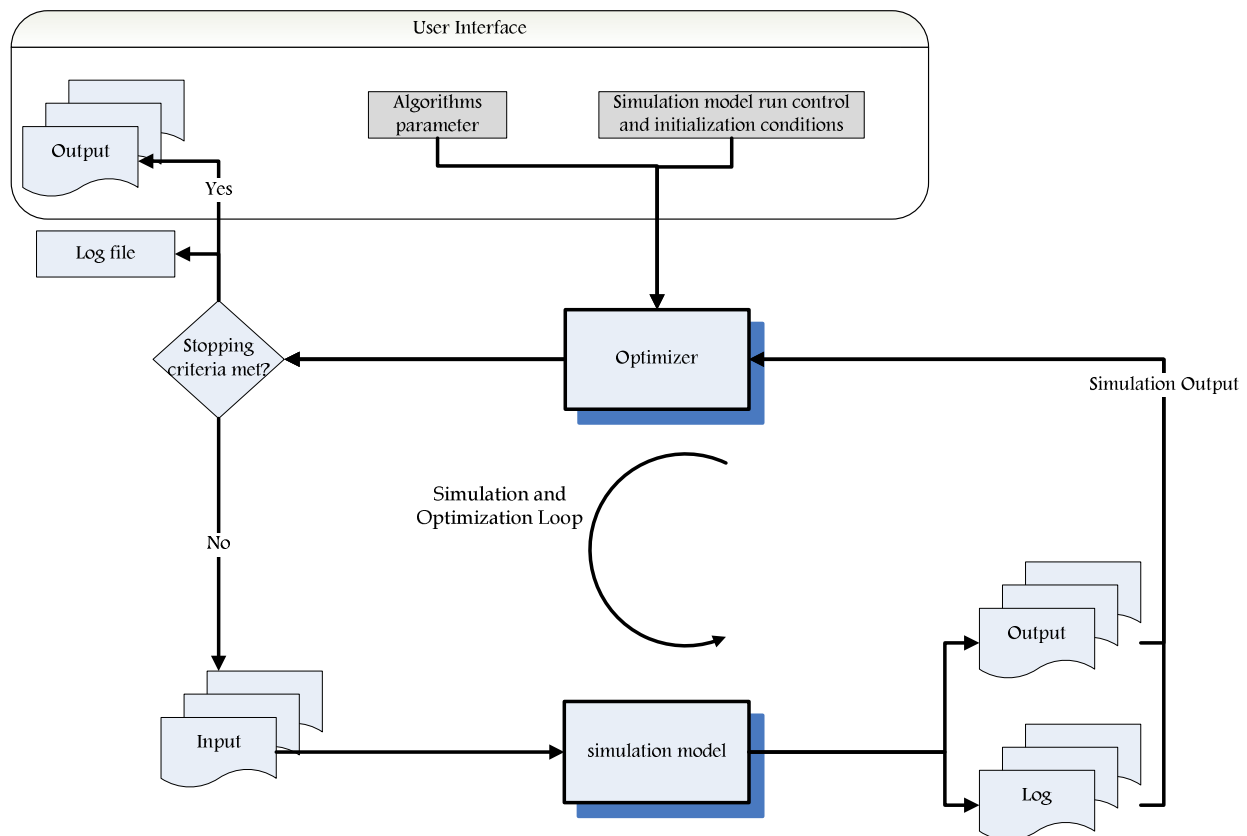 User Interface
Algorithms
parameter
Simulation model run control
and initialization conditions
Output
Yes
Log file
Stopping
criteria met?
Optimizer
Simulation Output
Simulation and
Optimization Loop
No
Output
Input
simulation model
Log